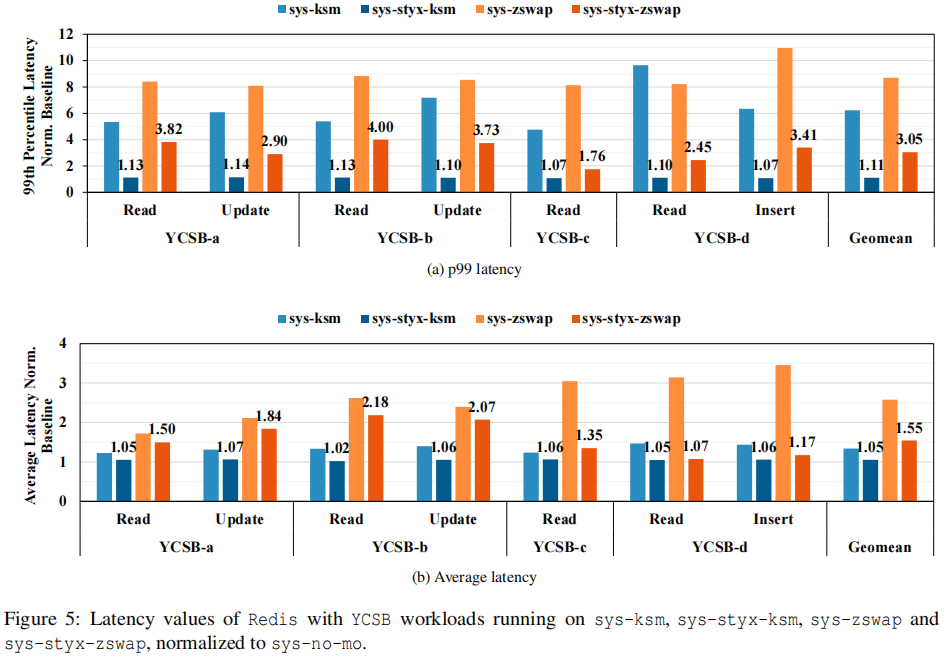 sys-ksm sys-styx-ksm sys-zswap sys-styx-zswap
99th Percentile Latency
Norm. Baseline
12
10
8
6
4
2
0
1.13 3.82 1.14 2.90 1.13 4.00 1.10 3.73 1.07 1.76 1.10 2.45 1.07 3.41 1.11 3.05
Read Update Read Update Read Read Insert
YCSB-a YCSB-b YCSB-c YCSB-d Geomean
(a) p99 latency
sys-ksm sys-styx-ksm sys-zswap sys-styx-zswap
Average Latency Norm.
Baseline
4
3
2
1
0
1.05 1.50 1.07 1.84 1.02 2.18 1.06 2.07 1.06 1.35 1.05 1.07 1.06 1.17 1.05 1.55
Read Update Read Update Read Read Insert
YCSB-a YCSB-b YCSB-c YCSB-d Geomean
(b) Average latency
Figure 5: Latency values of Redis with YCSB workloads running on sys-ksm, sys-styx-ksm, sys-zswap and
sys-styx-zswap, normalized to sys-no-mo.